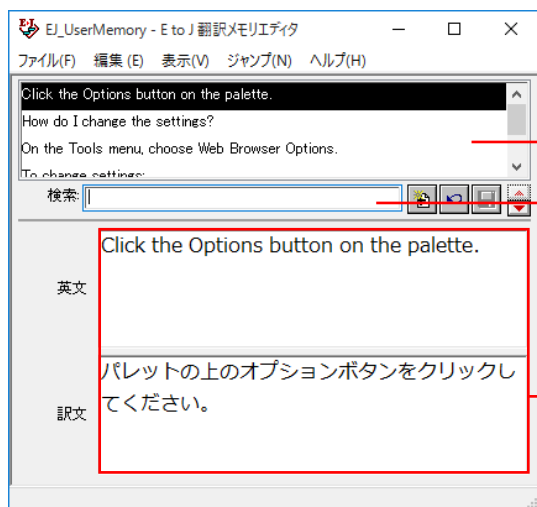 EJ_UserMemory - E to J 翻訳メモリエディタ
ファイル(F) 編集 (E) 表示(V) ジャンプ(N) ヘルプ(H)
Click the Options button on the palette.
How do I change the settings?
On the Tools menu, choose Web Browser Options.
To change settings:
検索:
Click the Options button on the palette.
英文
パレットの上のオプションボタンをクリックし
てください。
訳文